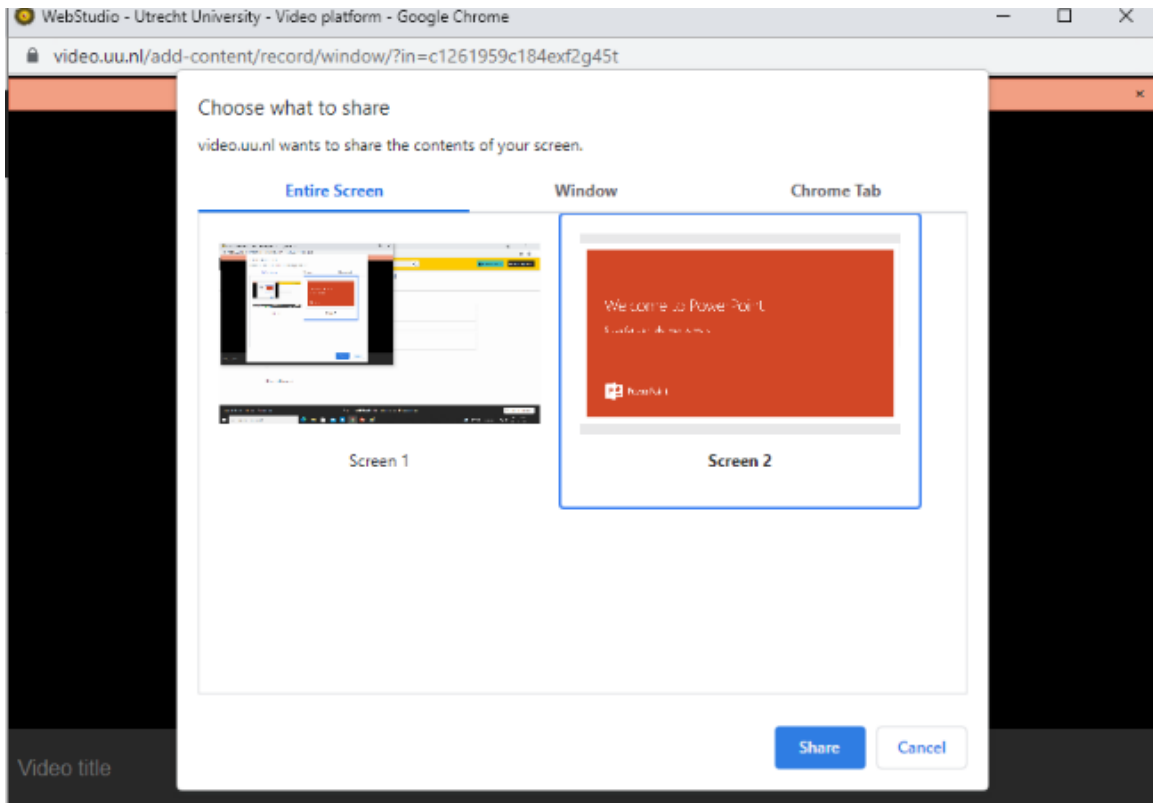 WebStudio - Utrecht University - Video platform - Google Chrome
video.uu.nl/add-content/record/window/?in=c1261959c184exf2g45t
Choose what to share
video.uu.nl wants to share the contents of your screen.
Entire Screen Window Chrome Tab
Welcome to PowerPoint
PowerPoint
Screen 1 Screen 2
Share Cancel
Video title